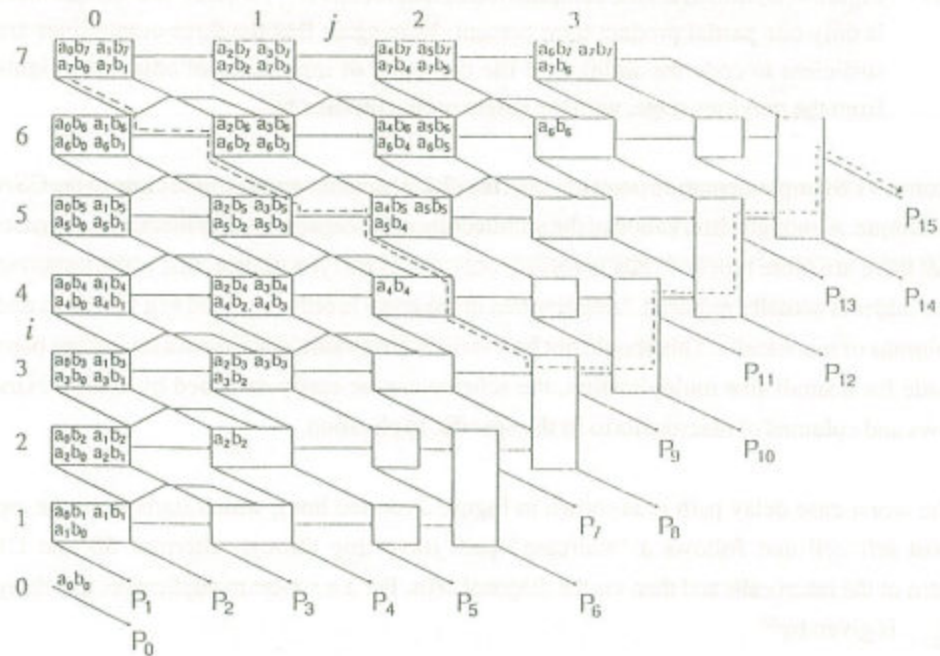 0 1 j 2 3
7 a₀b₇ a₁b₇ a₂b₇ a₃b₇ a₄b₇ a₅b₇ a₆b₇ a₇b₇
a₇b₀ a₇b₁ a₇b₂ a₇b₃ a₇b₄ a₇b₅ a₇b₆
6 a₀b₆ a₁b₆ a₂b₆ a₃b₆ a₄b₆ a₅b₆ a₆b₆
a₆b₀ a₆b₁ a₆b₂ a₆b₃ a₆b₄ a₆b₅
5 a₀b₅ a₁b₅ a₂b₅ a₃b₅ a₄b₅ a₅b₅
a₅b₀ a₅b₁ a₅b₂ a₅b₃ a₅b₄
P₁₅
4 a₀b₄ a₁b₄ a₂b₄ a₃b₄ a₄b₄
a₄b₀ a₄b₁ a₄b₂ a₄b₃
P₁₃ P₁₄
i
3 a₀b₃ a₁b₃ a₂b₃ a₃b₃
a₃b₀ a₃b₁ a₃b₂
P₁₁ P₁₂
2 a₀b₂ a₁b₂ a₂b₂
a₂b₀ a₂b₁
P₉ P₁₀
1 a₀b₁ a₁b₁
a₁b₀
P₇ P₈
0 a₀b₀ P₁ P₂ P₃ P₄ P₅ P₆
P₀